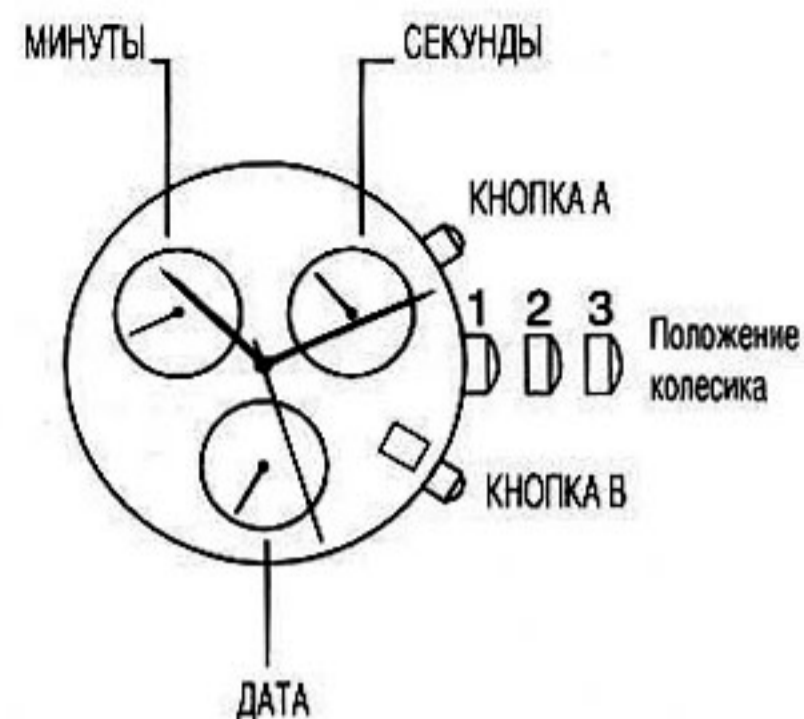 МИНУТЫ
СЕКУНДЫ
КНОПКА А
1 2 3
Положение
колесика
КНОПКА В
ДАТА